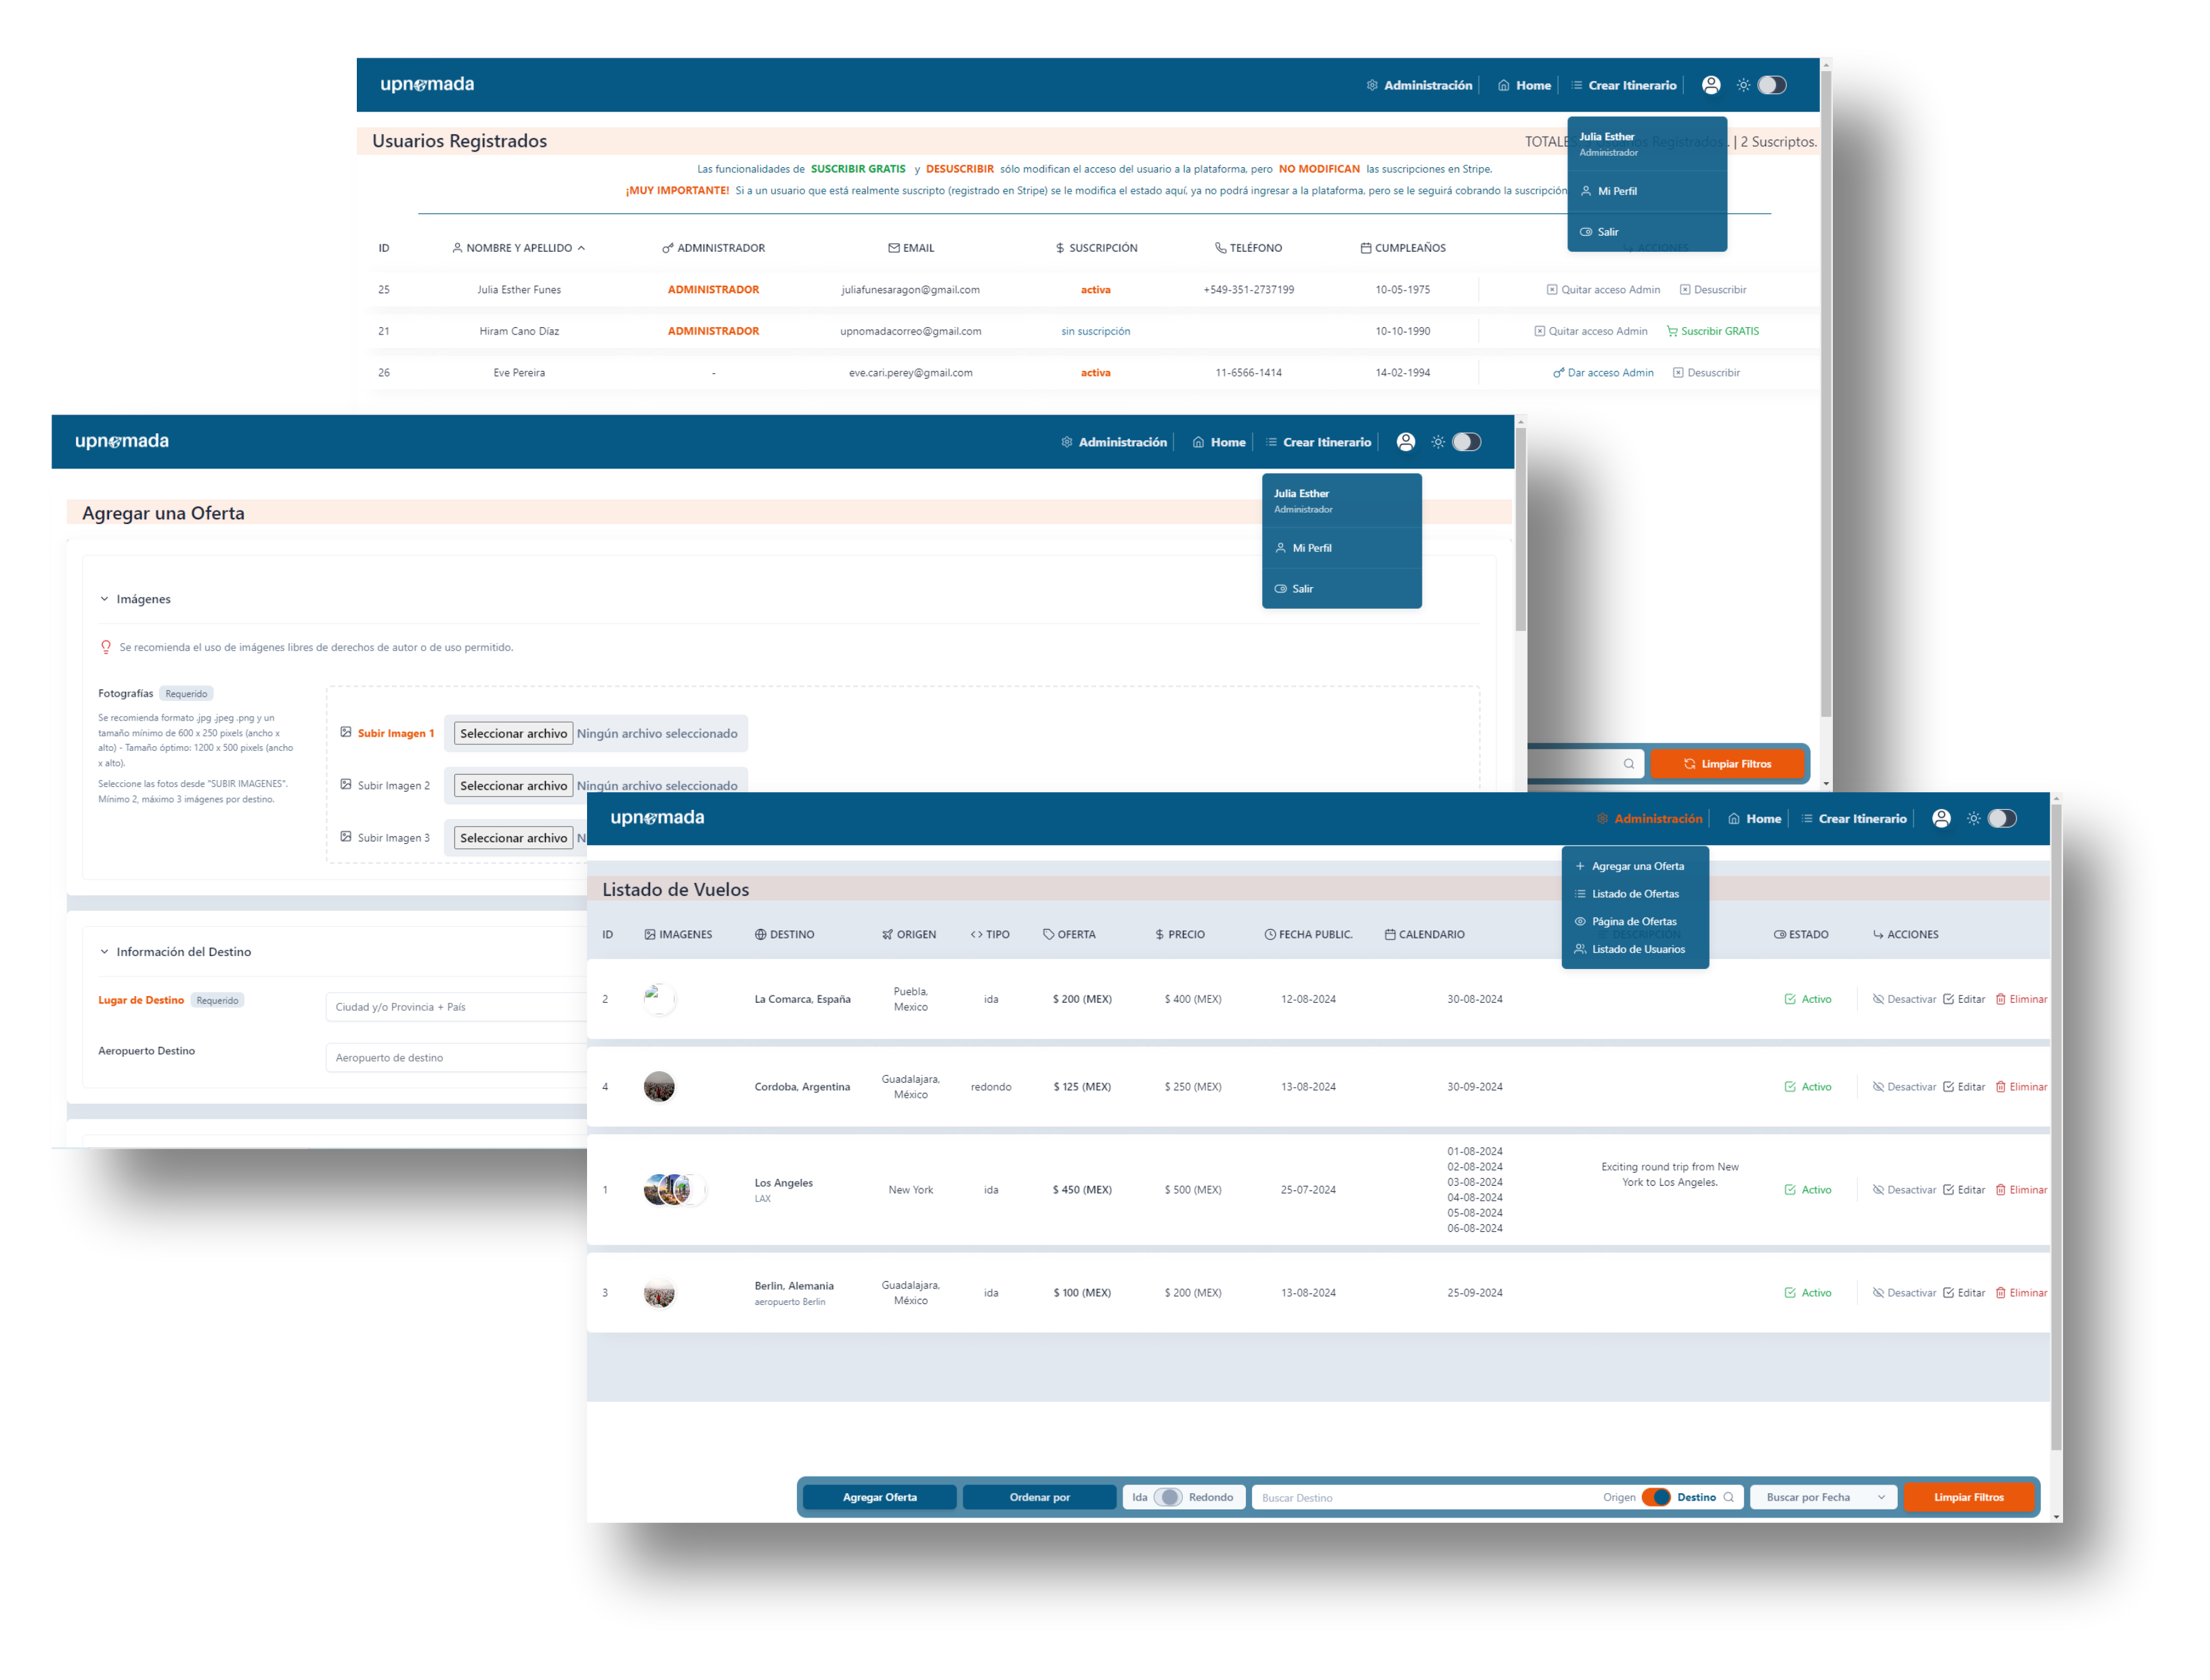 upnomada
Administración
Home
Crear Itinerario
Usuarios Registrados
TOTALES
Registrados. | 2 Suscriptos.
Julia Esther
Administrador
Mi Perfil
Salir
Las funcionalidades de SUSCRIBIR GRATIS y DESUSCRIBIR sólo modifican el acceso del usuario a la plataforma, pero NO MODIFICAN las suscripciones en Stripe.
¡MUY IMPORTANTE! Si a un usuario que está realmente suscripto (registrado en Stripe) se le modifica el estado aquí, ya no podrá ingresar a la plataforma, pero se le seguirá cobrando la suscripción
ID NOMBRE Y APELLIDO ADMINISTRADOR EMAIL $ SUSCRIPCIÓN TELÉFONO CUMPLEAÑOS ACCIONES
25 Julia Esther Funes ADMINISTRADOR juliafunesaragon@gmail.com activa +549-351-2737199 10-05-1975 Quitar acceso Admin Desuscribir
21 Hiram Cano Díaz ADMINISTRADOR upnomadacorreo@gmail.com sin suscripción 10-10-1990 Quitar acceso Admin Suscribir GRATIS
26 Eve Pereira - eve.cari.perey@gmail.com activa 11-6566-1414 14-02-1994 Dar acceso Admin Desuscribir
Limpiar Filtros
upnomada
Administración
Home
Crear Itinerario
Julia Esther
Administrador
Mi Perfil
Salir
Agregar una Oferta
Imágenes
Se recomienda el uso de imágenes libres de derechos de autor o de uso permitido.
Fotografías Requerido
Se recomienda formato .jpg .jpeg .png y un
tamaño mínimo de 600 x 250 pixels (ancho x
alto) - Tamaño óptimo: 1200 x 500 pixels (ancho
x alto).
Seleccione las fotos desde "SUBIR IMAGENES".
Mínimo 2, máximo 3 imágenes por destino.
Subir Imagen 1 Seleccionar archivo Ningún archivo seleccionado
Subir Imagen 2 Seleccionar archivo Ningún archivo seleccionado
Subir Imagen 3 Seleccionar archivo N
Información del Destino
Lugar de Destino Requerido
Ciudad y/o Provincia + País
Aeropuerto Destino
Aeropuerto de destino
upnomada
Administración
Home
Crear Itinerario
Agregar una Oferta
Listado de Ofertas
Página de Ofertas
Listado de Usuarios
Listado de Vuelos
ID IMAGENES DESTINO ORIGEN <> TIPO OFERTA $ PRECIO FECHA PUBLIC. CALENDARIO DESCRIPCIÓN ESTADO ACCIONES
2 La Comarca, España Puebla, ida $ 200 (MEX) $ 400 (MEX) 12-08-2024 30-08-2024 Activo Desactivar Editar Eliminar
Mexico
4 Cordoba, Argentina Guadalajara, redondo $ 125 (MEX) $ 250 (MEX) 13-08-2024 30-09-2024 Activo Desactivar Editar Eliminar
México
1 Los Angeles New York ida $ 450 (MEX) $ 500 (MEX) 25-07-2024 Activo Desactivar Editar Eliminar
LAX
01-08-2024
02-08-2024
03-08-2024
04-08-2024
05-08-2024
06-08-2024
Exciting round trip from New
York to Los Angeles.
3 Berlin, Alemania Guadalajara, ida $ 100 (MEX) $ 200 (MEX) 13-08-2024 25-09-2024 Activo Desactivar Editar Eliminar
aeropuerto Berlin México
Agregar Oferta Ordenar por Ida Redondo Buscar Destino Origen Destino Buscar por Fecha Limpiar Filtros